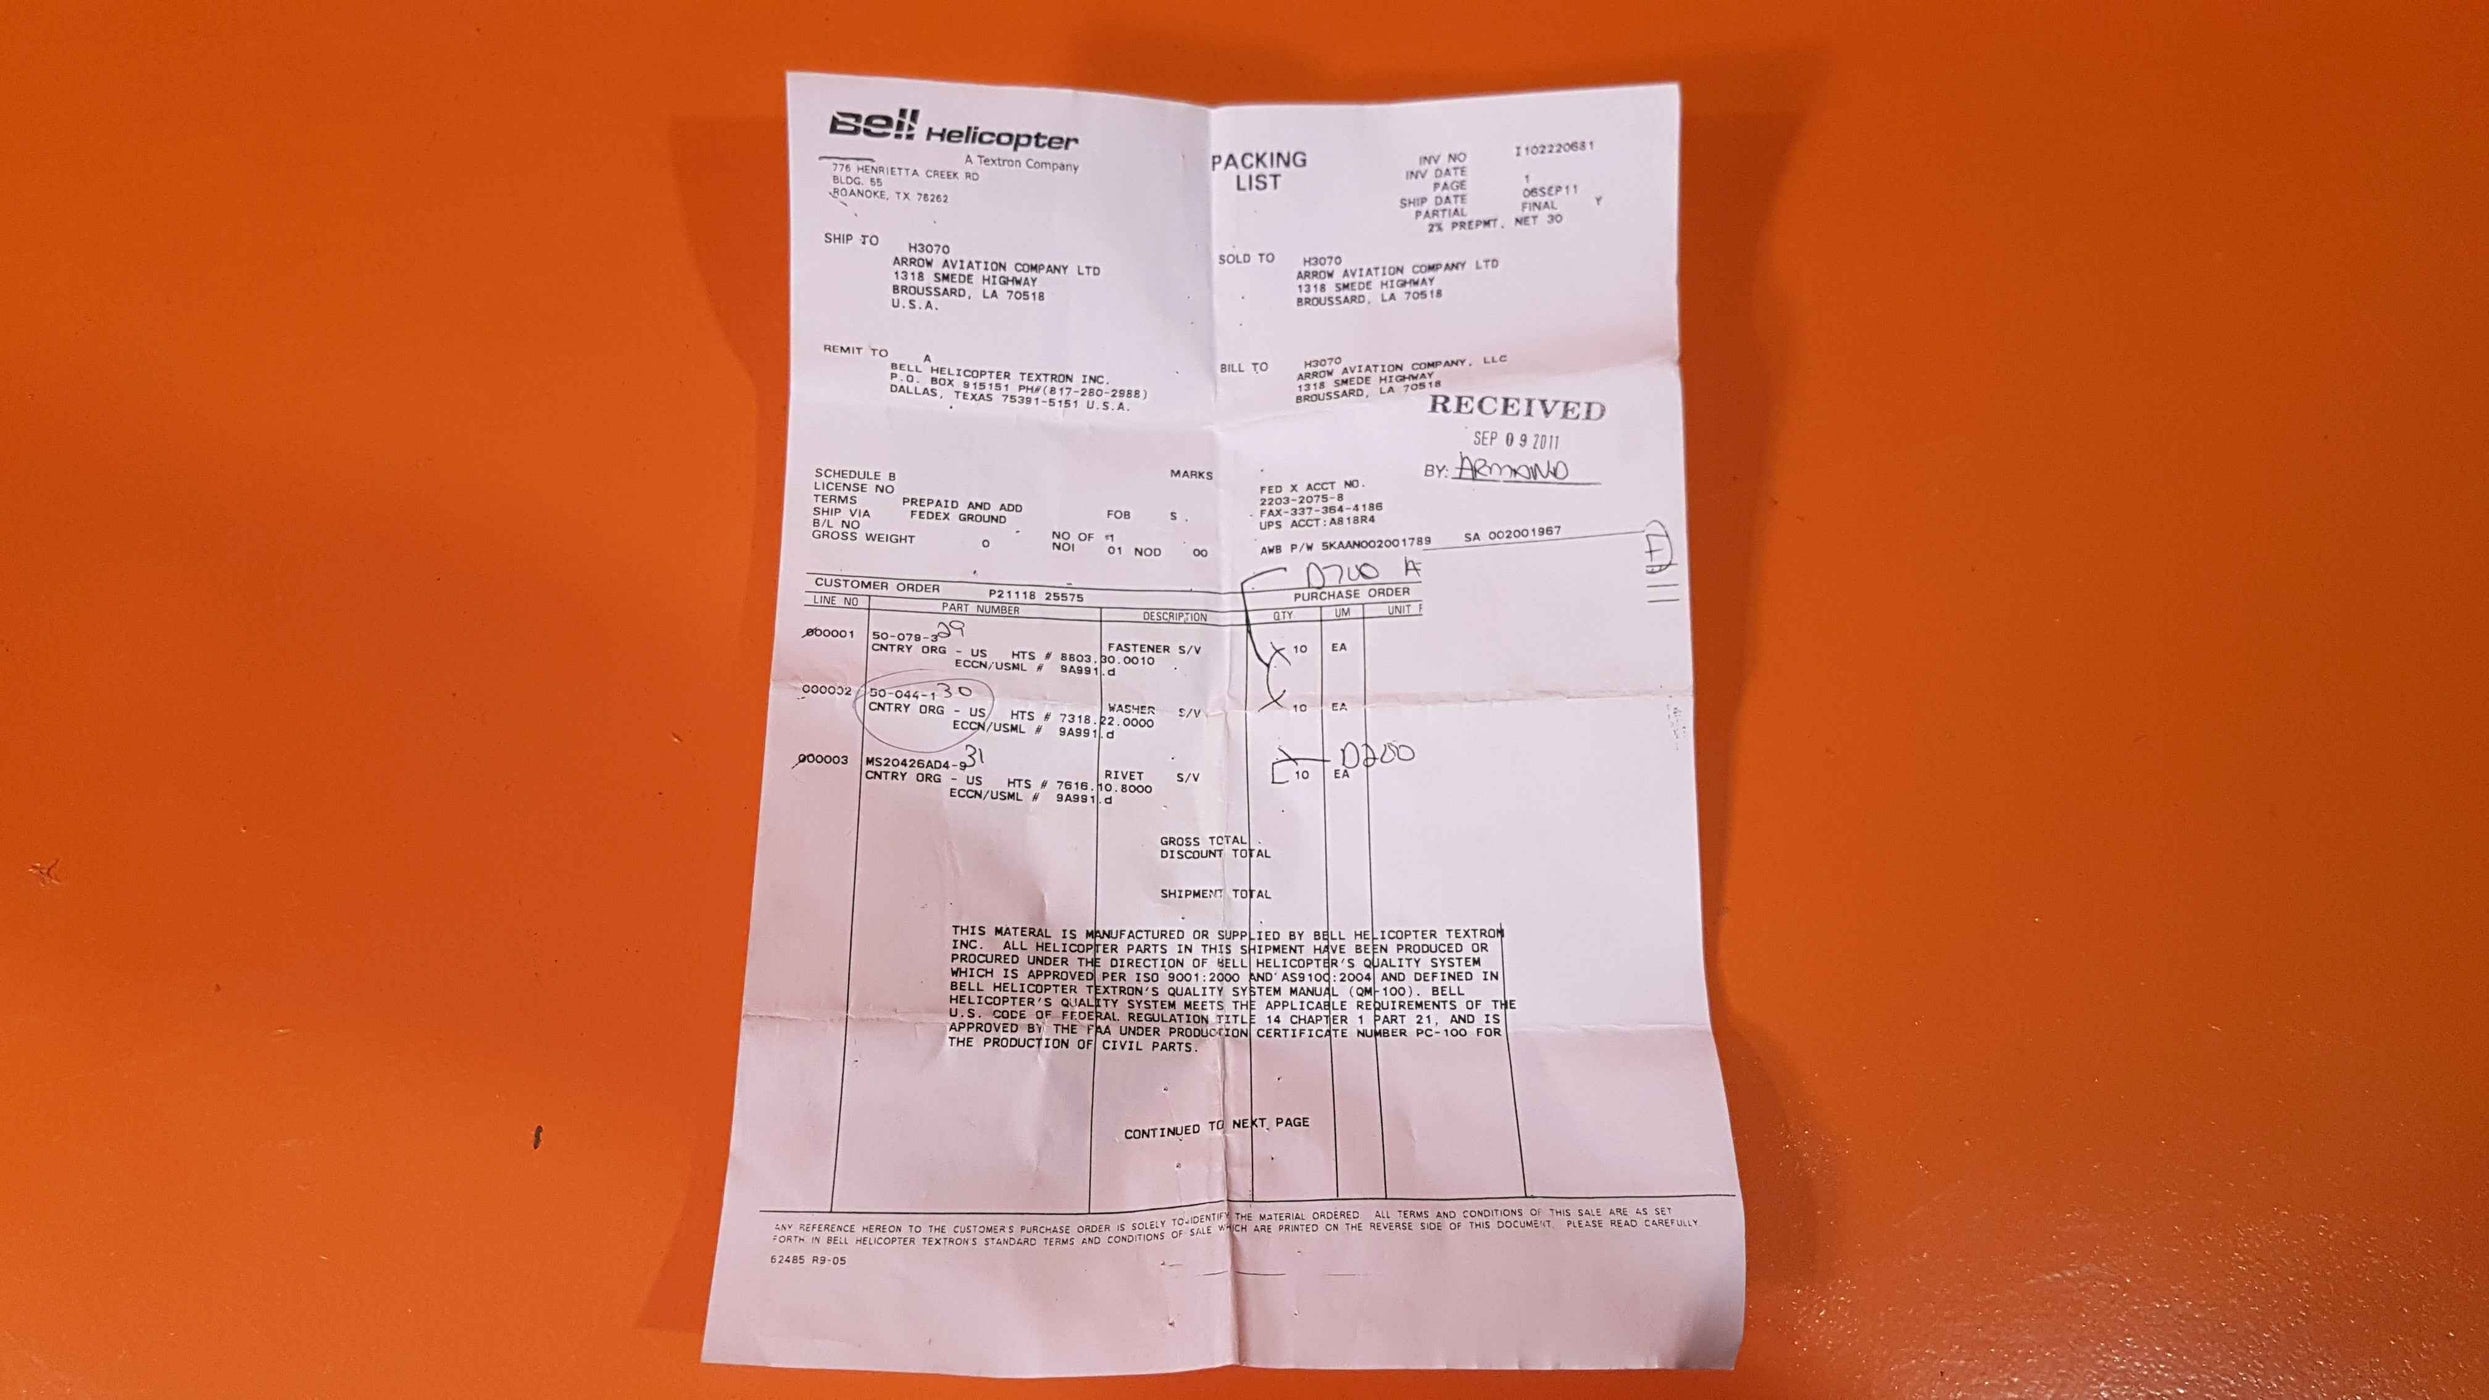 Bell Helicopter
A Textron Company
776 HENRIETTA CREEK RD
BLDG. 55
ROANOKE, TX 76262
PACKING
LIST
INV NO I102220681
INV DATE
PAGE 1
SHIP DATE 06SEP11
PARTIAL FINAL Y
2% PREPMT. NET 30
SHIP TO H3070
ARROW AVIATION COMPANY LTD
1318 SMEDE HIGHWAY
BROUSSARD, LA 70518
U.S.A.
SOLD TO H3070
ARROW AVIATION COMPANY LTD
1318 SMEDE HIGHWAY
BROUSSARD, LA 70518
REMIT TO A
BELL HELICOPTER TEXTRON INC.
P.O. BOX 915151 PH#(817-280-2988)
DALLAS, TEXAS 75391-5151 U.S.A.
BILL TO H3070
ARROW AVIATION COMPANY, LLC
1318 SMEDE HIGHWAY
BROUSSARD, LA 70518
RECEIVED
SEP 09 2011
BY: ARMAND
SCHEDULE B MARKS
LICENSE NO
TERMS PREPAID AND ADD
SHIP VIA FEDEX GROUND FOB S.
B/L NO
GROSS WEIGHT 0 NO OF #1
NOI 01 NOD 00
FED X ACCT NO.
2203-2075-8
FAX-337-364-4186
UPS ACCT:A818R4
AWB P/W 5KAAN002001789 SA 002001967
D700 A
CUSTOMER ORDER P21118 25575 PURCHASE ORDER
LINE NO PART NUMBER DESCRIPTION QTY UM UNIT
000001 50-079-3 29 FASTENER S/V 10 EA
CNTRY ORG - US HTS # 8803.30.0010
ECCN/USML # 9A991.d
000002 50-044-1 30 WASHER S/V 10 EA
CNTRY ORG - US HTS # 7318.22.0000
ECCN/USML # 9A991.d
000003 MS20426AD4-9 31 RIVET S/V 10 EA D200
CNTRY ORG - US HTS # 7616.10.8000
ECCN/USML # 9A991.d
GROSS TOTAL
DISCOUNT TOTAL
SHIPMENT TOTAL
THIS MATERAL IS MANUFACTURED OR SUPPLIED BY BELL HELICOPTER TEXTRON
INC. ALL HELICOPTER PARTS IN THIS SHIPMENT HAVE BEEN PRODUCED OR
PROCURED UNDER THE DIRECTION OF BELL HELICOPTER'S QUALITY SYSTEM
WHICH IS APPROVED PER ISO 9001:2000 AND AS9100:2004 AND DEFINED IN
BELL HELICOPTER TEXTRON'S QUALITY SYSTEM MANUAL (QM-100). BELL
HELICOPTER'S QUALITY SYSTEM MEETS THE APPLICABLE REQUIREMENTS OF THE
U.S. CODE OF FEDERAL REGULATION TITLE 14 CHAPTER 1 PART 21, AND IS
APPROVED BY THE FAA UNDER PRODUCTION CERTIFICATE NUMBER PC-100 FOR
THE PRODUCTION OF CIVIL PARTS.
CONTINUED TO NEXT PAGE
ANY REFERENCE HEREON TO THE CUSTOMER'S PURCHASE ORDER IS SOLELY TO IDENTIFY THE MATERIAL ORDERED. ALL TERMS AND CONDITIONS OF THIS SALE ARE AS SET
FORTH IN BELL HELICOPTER TEXTRON'S STANDARD TERMS AND CONDITIONS OF SALE WHICH ARE PRINTED ON THE REVERSE SIDE OF THIS DOCUMENT. PLEASE READ CAREFULLY
62485 R9-05